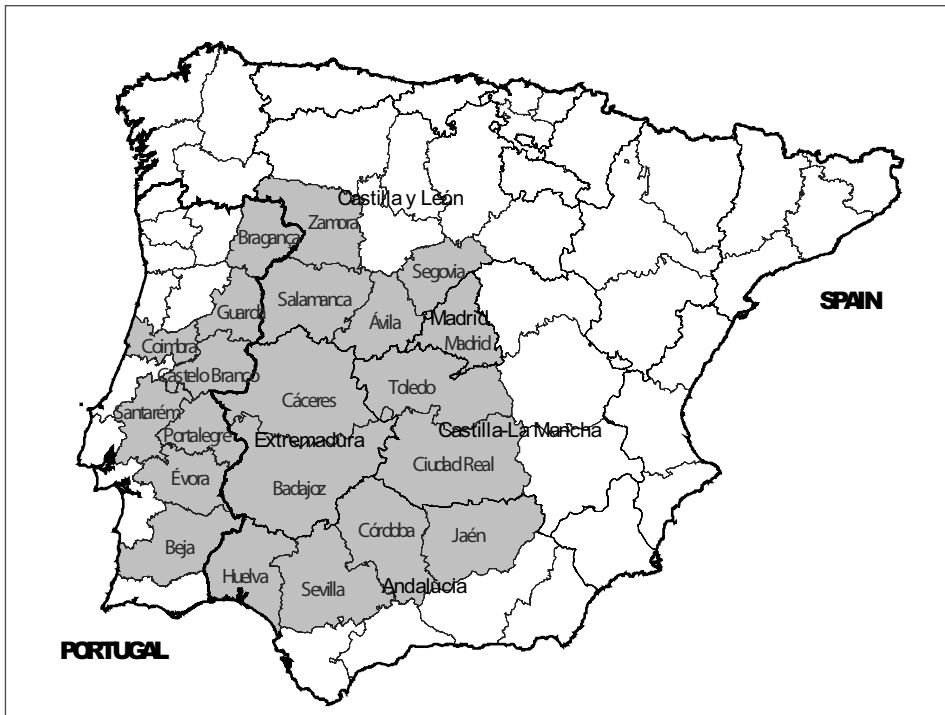 Castilla y León
Zamora
Bragança
Segovia
Salamanca
SPAIN
Guarda
Ávila
Madrid
Madrid
Coimbra
Castelo Branco
Toledo
Cáceres
Santarém
Portalegre
Extremadura
Castilla-La Mancha
Ciudad Real
Évora
Badajoz
Córdoba
Jaén
Beja
Huelva
Sevilla
Andalucía
PORTUGAL